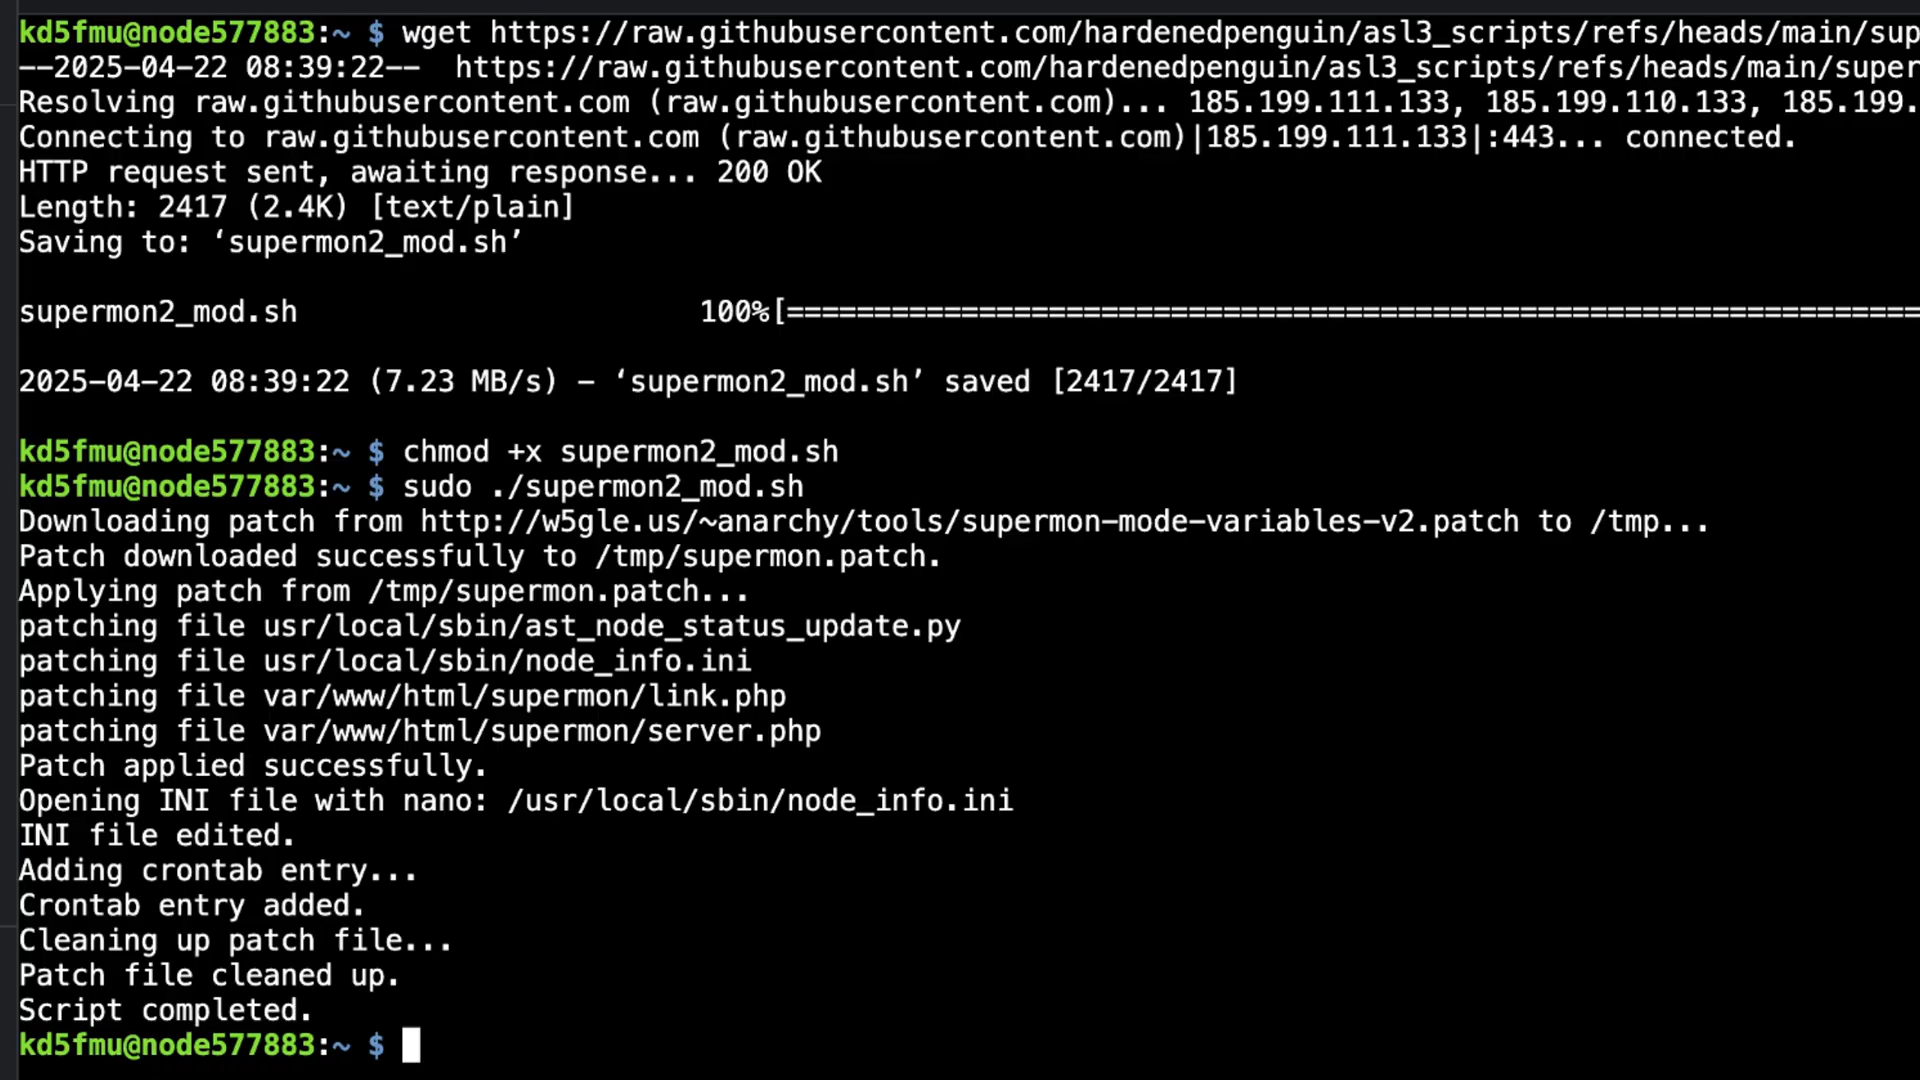 kd5fmu@node577883:~ $ wget https://raw.githubusercontent.com/hardenedpenguin/asl3_scripts/refs/heads/main/sup
--2025-04-22 08:39:22--  https://raw.githubusercontent.com/hardenedpenguin/asl3_scripts/refs/heads/main/super
Resolving raw.githubusercontent.com (raw.githubusercontent.com)... 185.199.111.133, 185.199.110.133, 185.199.
Connecting to raw.githubusercontent.com (raw.githubusercontent.com)|185.199.111.133|:443... connected.
HTTP request sent, awaiting response... 200 OK
Length: 2417 (2.4K) [text/plain]
Saving to: ‘supermon2_mod.sh’
supermon2_mod.sh 100%[=================================================================
2025-04-22 08:39:22 (7.23 MB/s) - ‘supermon2_mod.sh’ saved [2417/2417]
kd5fmu@node577883:~ $ chmod +x supermon2_mod.sh
kd5fmu@node577883:~ $ sudo ./supermon2_mod.sh
Downloading patch from http://w5gle.us/~anarchy/tools/supermon-mode-variables-v2.patch to /tmp...
Patch downloaded successfully to /tmp/supermon.patch.
Applying patch from /tmp/supermon.patch...
patching file usr/local/sbin/ast_node_status_update.py
patching file usr/local/sbin/node_info.ini
patching file var/www/html/supermon/link.php
patching file var/www/html/supermon/server.php
Patch applied successfully.
Opening INI file with nano: /usr/local/sbin/node_info.ini
INI file edited.
Adding crontab entry...
Crontab entry added.
Cleaning up patch file...
Patch file cleaned up.
Script completed.
kd5fmu@node577883:~ $